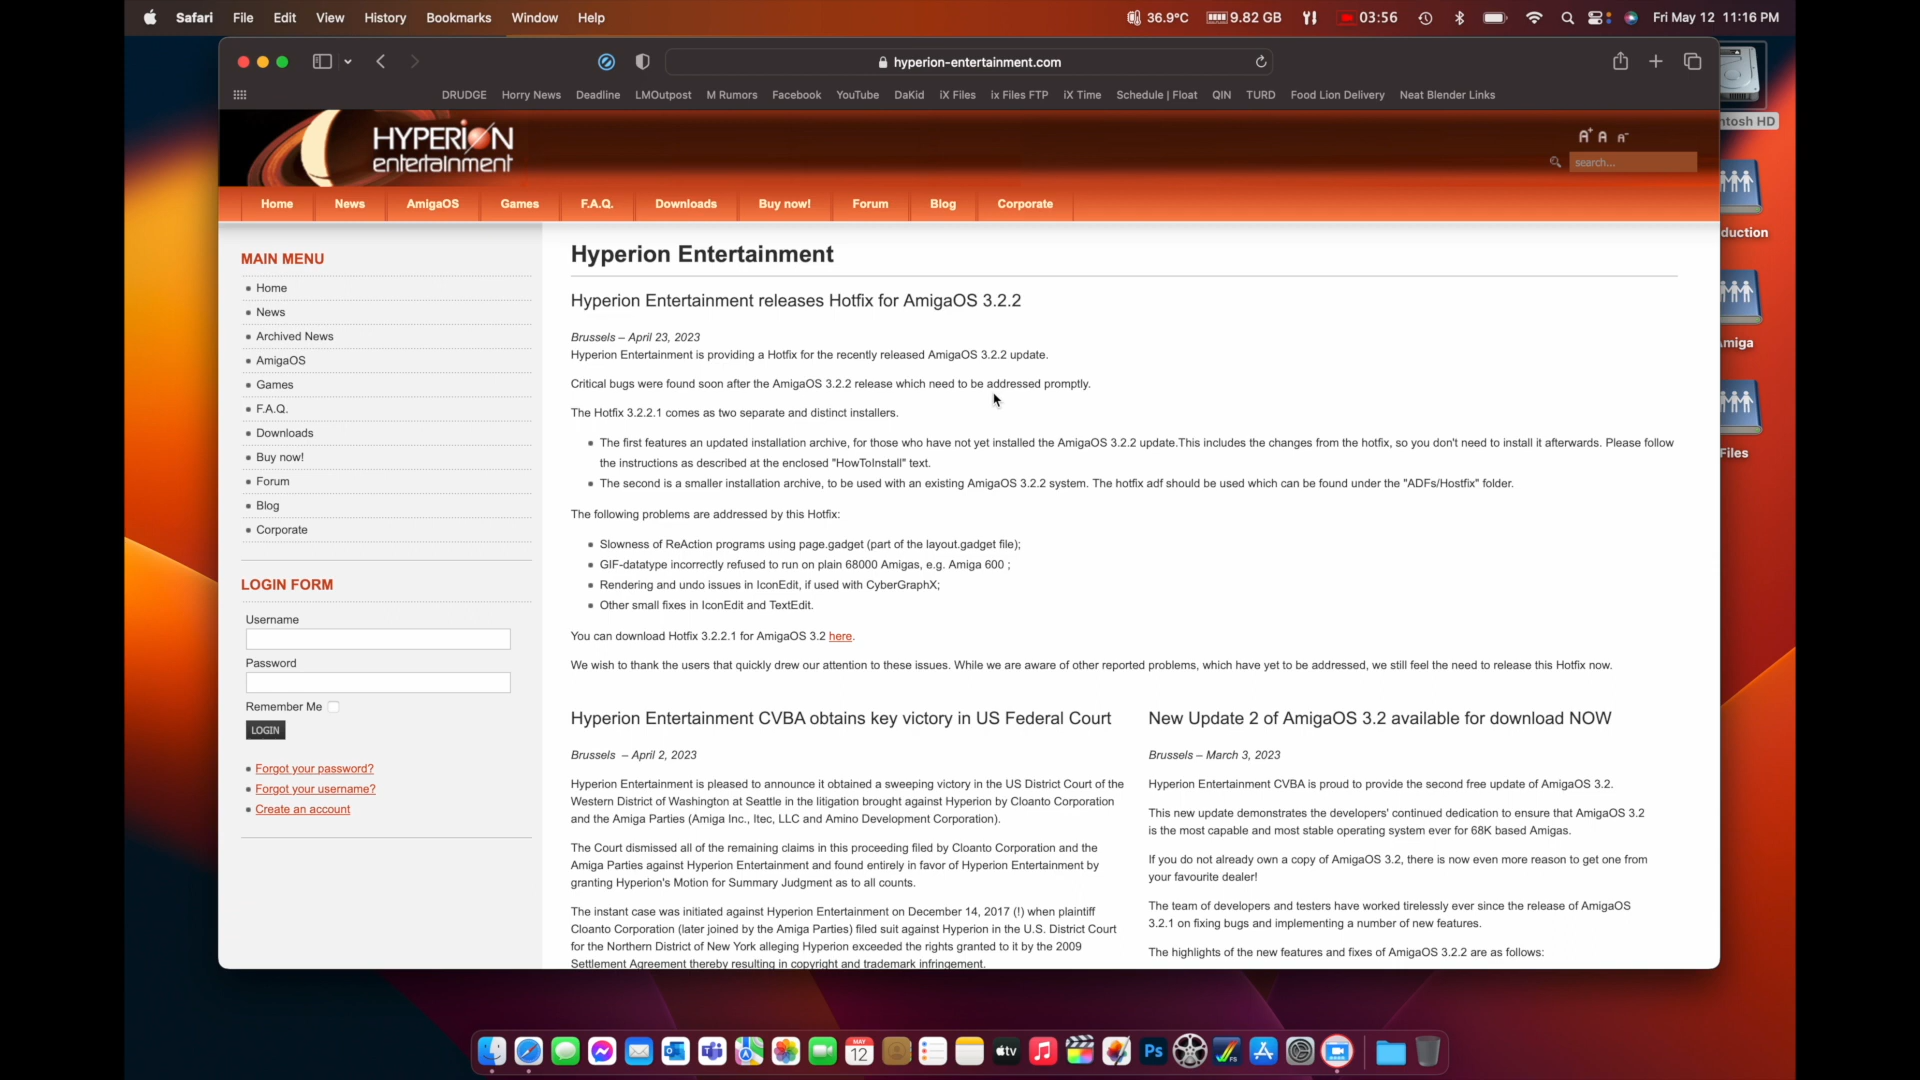 Safari File Edit View History Bookmarks Window Help
36.9°C 9.82 GB 03:56 Fri May 12 11:16 PM
hyperion-entertainment.com
DRUDGE Horry News Deadline LMOutpost M Rumors Facebook YouTube DaKid iX Files ix Files FTP iX Time Schedule | Float QIN TURD Food Lion Delivery Neat Blender Links
HYPERION
entertainment
A+ A A-
search...
Home News AmigaOS Games F.A.Q. Downloads Buy now! Forum Blog Corporate
MAIN MENU
Home
News
Archived News
AmigaOS
Games
F.A.Q.
Downloads
Buy now!
Forum
Blog
Corporate
LOGIN FORM
Username
Password
Remember Me
LOGIN
Forgot your password?
Forgot your username?
Create an account
Hyperion Entertainment
Hyperion Entertainment releases Hotfix for AmigaOS 3.2.2
Brussels – April 23, 2023
Hyperion Entertainment is providing a Hotfix for the recently released AmigaOS 3.2.2 update.
Critical bugs were found soon after the AmigaOS 3.2.2 release which need to be addressed promptly.
The Hotfix 3.2.2.1 comes as two separate and distinct installers.
The first features an updated installation archive, for those who have not yet installed the AmigaOS 3.2.2 update.This includes the changes from the hotfix, so you don't need to install it afterwards. Please follow
the instructions as described at the enclosed "HowToInstall" text.
The second is a smaller installation archive, to be used with an existing AmigaOS 3.2.2 system. The hotfix adf should be used which can be found under the "ADFs/Hostfix" folder.
The following problems are addressed by this Hotfix:
Slowness of ReAction programs using page.gadget (part of the layout.gadget file);
GIF-datatype incorrectly refused to run on plain 68000 Amigas, e.g. Amiga 600 ;
Rendering and undo issues in IconEdit, if used with CyberGraphX;
Other small fixes in IconEdit and TextEdit.
You can download Hotfix 3.2.2.1 for AmigaOS 3.2 here.
We wish to thank the users that quickly drew our attention to these issues. While we are aware of other reported problems, which have yet to be addressed, we still feel the need to release this Hotfix now.
Hyperion Entertainment CVBA obtains key victory in US Federal Court
Brussels – April 2, 2023
Hyperion Entertainment is pleased to announce it obtained a sweeping victory in the US District Court of the
Western District of Washington at Seattle in the litigation brought against Hyperion by Cloanto Corporation
and the Amiga Parties (Amiga Inc., Itec, LLC and Amino Development Corporation).
The Court dismissed all of the remaining claims in this proceeding filed by Cloanto Corporation and the
Amiga Parties against Hyperion Entertainment and found entirely in favor of Hyperion Entertainment by
granting Hyperion's Motion for Summary Judgment as to all counts.
The instant case was initiated against Hyperion Entertainment on December 14, 2017 (!) when plaintiff
Cloanto Corporation (later joined by the Amiga Parties) filed suit against Hyperion in the U.S. District Court
for the Northern District of New York alleging Hyperion exceeded the rights granted to it by the 2009
Settlement Agreement thereby resulting in copyright and trademark infringement.
New Update 2 of AmigaOS 3.2 available for download NOW
Brussels – March 3, 2023
Hyperion Entertainment CVBA is proud to provide the second free update of AmigaOS 3.2.
This new update demonstrates the developers' continued dedication to ensure that AmigaOS 3.2
is the most capable and most stable operating system ever for 68K based Amigas.
If you do not already own a copy of AmigaOS 3.2, there is now even more reason to get one from
your favourite dealer!
The team of developers and testers have worked tirelessly ever since the release of AmigaOS
3.2.1 on fixing bugs and implementing a number of new features.
The highlights of the new features and fixes of AmigaOS 3.2.2 are as follows:
ntosh HD
duction
miga
Files
MAY
12
tv
Ps
FS